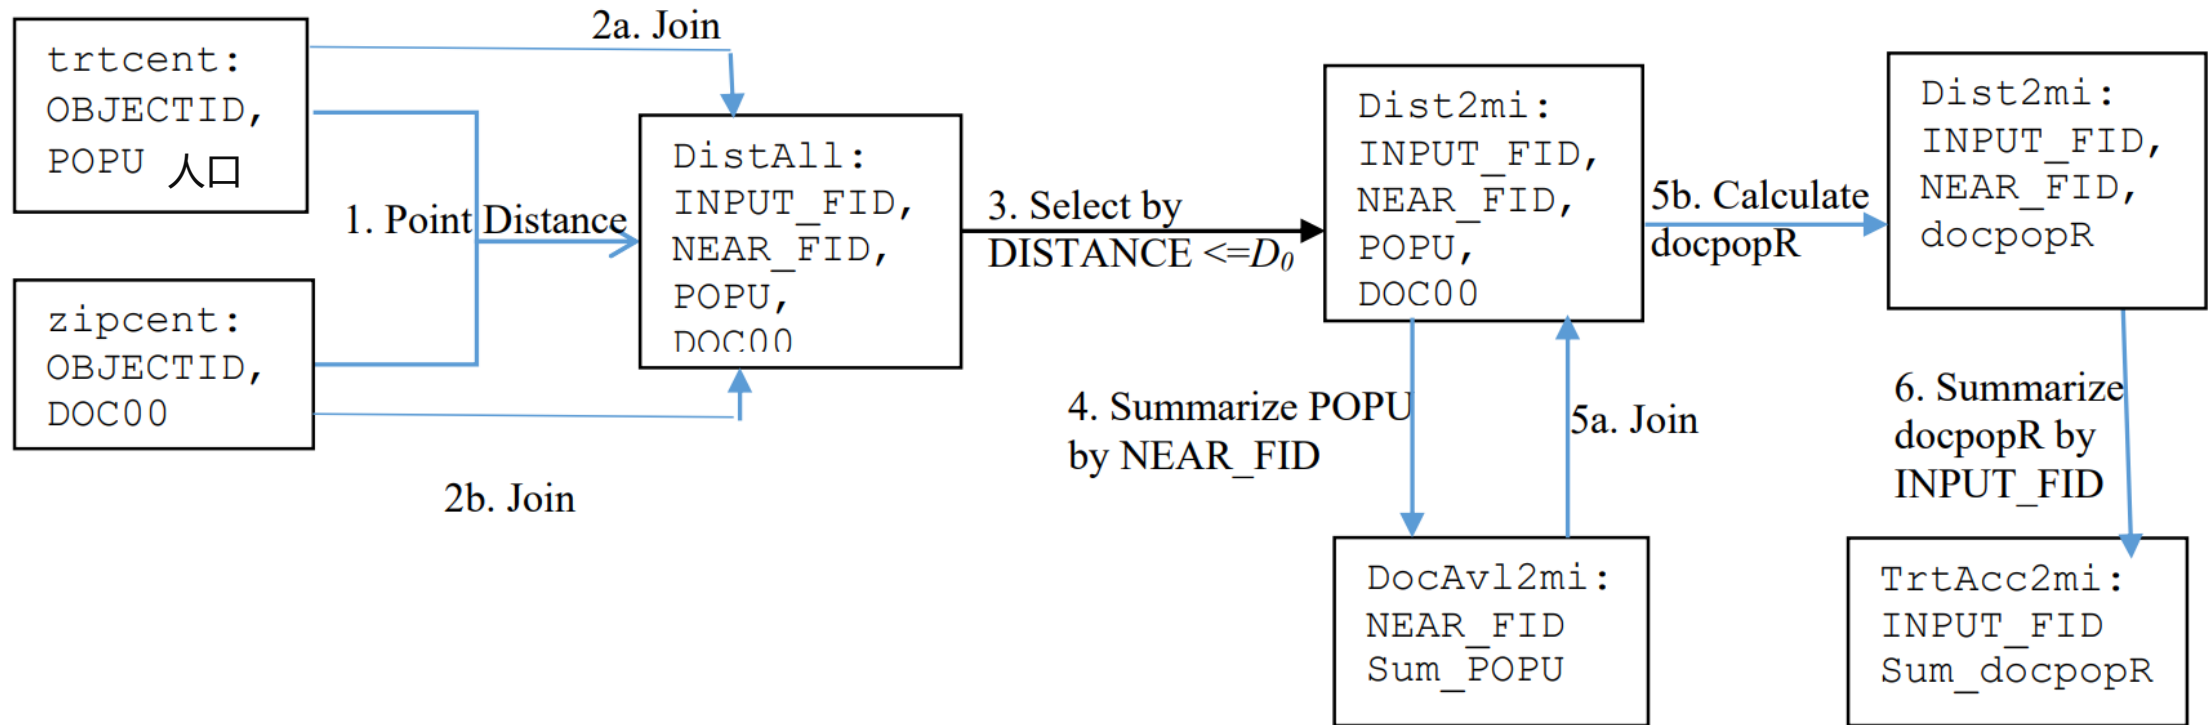 2a. Join
trtcent:
OBJECTID,
POPU 人口
1. Point Distance
zipcent:
OBJECTID,
DOC00
2b. Join
DistAll:
INPUT_FID,
NEAR_FID,
POPU,
DOC00
3. Select by
DISTANCE <=D₀
Dist2mi:
INPUT_FID,
NEAR_FID,
POPU,
DOC00
4. Summarize POPU
by NEAR_FID
5a. Join
DocAvl2mi:
NEAR_FID
Sum_POPU
5b. Calculate
docpopR
Dist2mi:
INPUT_FID,
NEAR_FID,
docpopR
6. Summarize
docpopR by
INPUT_FID
TrtAcc2mi:
INPUT_FID
Sum_docpopR